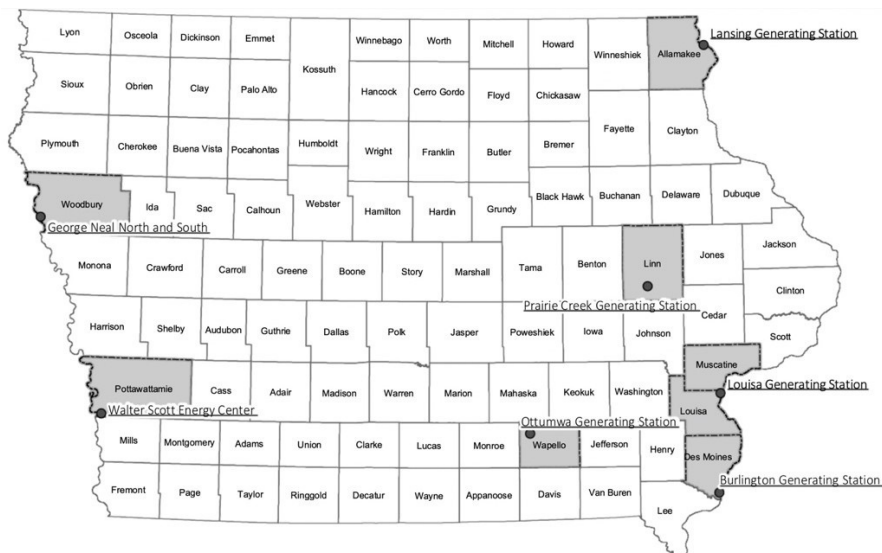 Lyon
Osceola
Dickinson
Emmet
Winnebago
Worth
Mitchell
Howard
Winneshiek
Allamakee
Lansing Generating Station
Kossuth
Sioux
Obrien
Clay
Palo Alto
Hancock
Cerro Gordo
Floyd
Chickasaw
Fayette
Clayton
Plymouth
Cherokee
Buena Vista
Pocahontas
Humboldt
Wright
Franklin
Butler
Bremer
Woodbury
Ida
Sac
Calhoun
Webster
Hamilton
Hardin
Grundy
Black Hawk
Buchanan
Delaware
Dubuque
George Neal North and South
Monona
Crawford
Carroll
Greene
Boone
Story
Marshall
Tama
Benton
Linn
Jones
Jackson
Clinton
Prairie Creek Generating Station
Harrison
Shelby
Audubon
Guthrie
Dallas
Polk
Jasper
Poweshiek
Iowa
Johnson
Cedar
Scott
Muscatine
Louisa Generating Station
Pottawattamie
Cass
Adair
Madison
Warren
Marion
Mahaska
Keokuk
Washington
Louisa
Walter Scott Energy Center
Ottumwa Generating Station
Mills
Montgomery
Adams
Union
Clarke
Lucas
Monroe
Wapello
Jefferson
Henry
Des Moines
Burlington Generating Station
Fremont
Page
Taylor
Ringgold
Decatur
Wayne
Appanoose
Davis
Van Buren
Lee